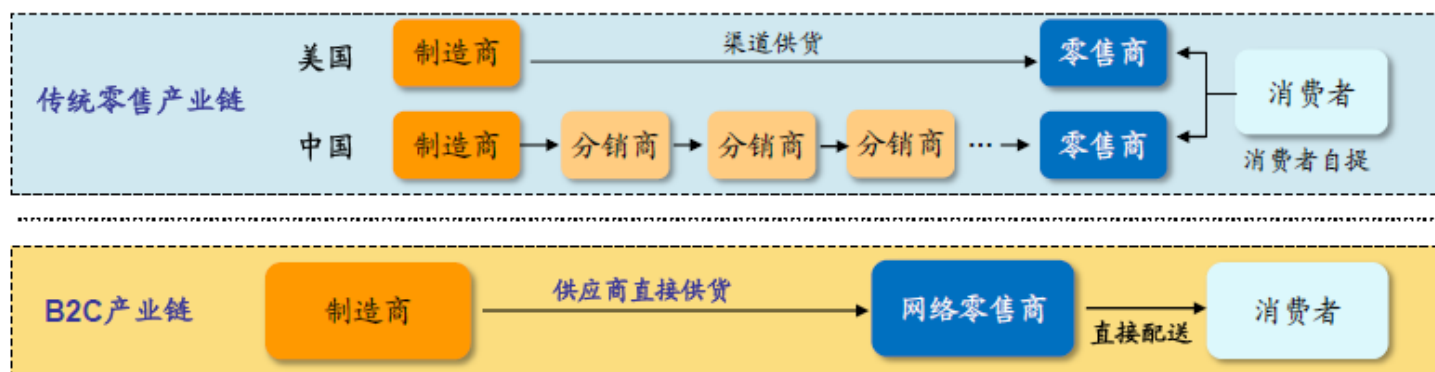 美国
制造商
渠道供货
零售商
传统零售产业链
消费者
中国
制造商
分销商
分销商
分销商
…
零售商
消费者自提
B2C产业链
制造商
供应商直接供货
网络零售商
直接配送
消费者